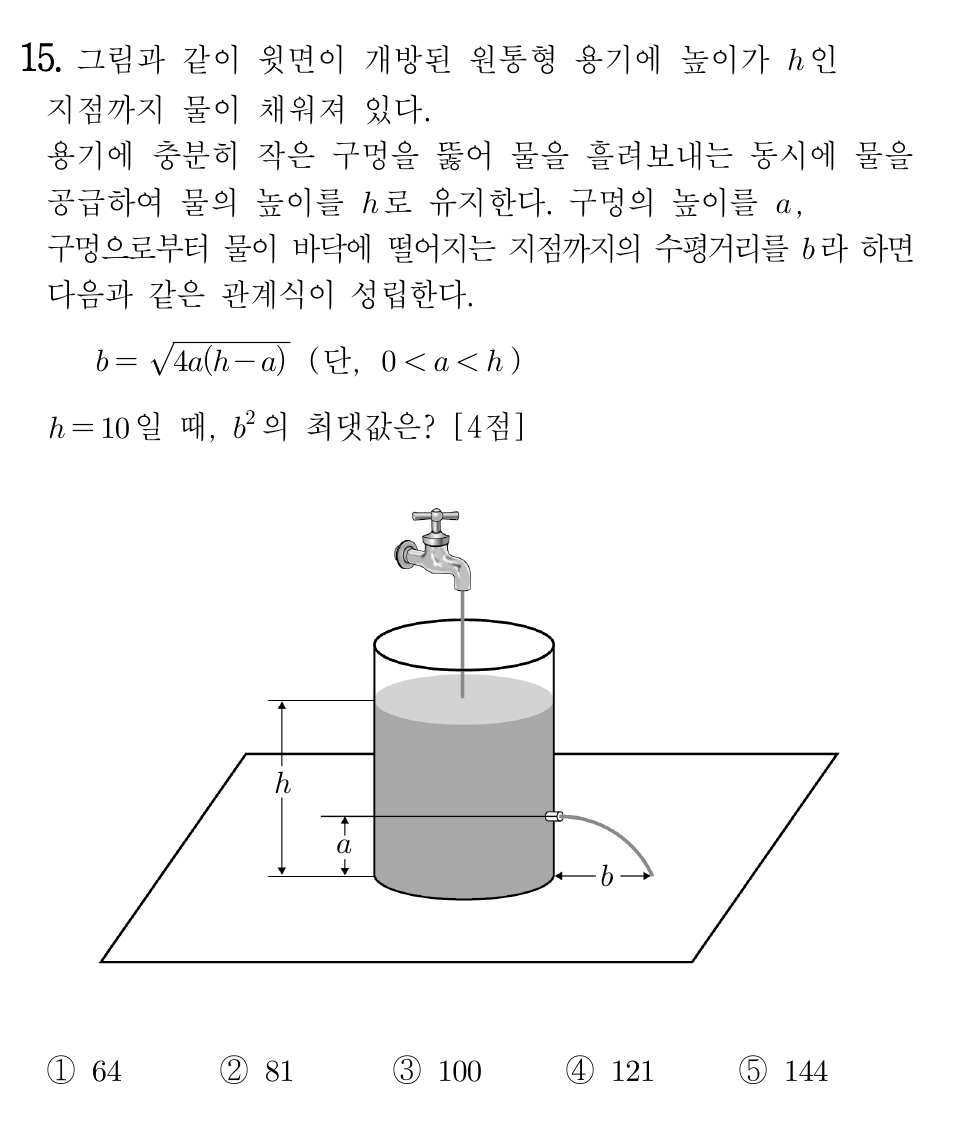 15. 그림과 같이 윗면이 개방된 원통형 용기에 높이가 h인
지점까지 물이 채워져 있다.
용기에 충분히 작은 구멍을 뚫어 물을 흘려보내는 동시에 물을
공급하여 물의 높이를 h로 유지한다. 구멍의 높이를 a,
구멍으로부터 물이 바닥에 떨어지는 지점까지의 수평거리를 b라 하면
다음과 같은 관계식이 성립한다.
b = √4a(h−a) (단, 0 < a < h)
h = 10일 때, b²의 최댓값은? [4점]
h
a
b
① 64 ② 81 ③ 100 ④ 121 ⑤ 144